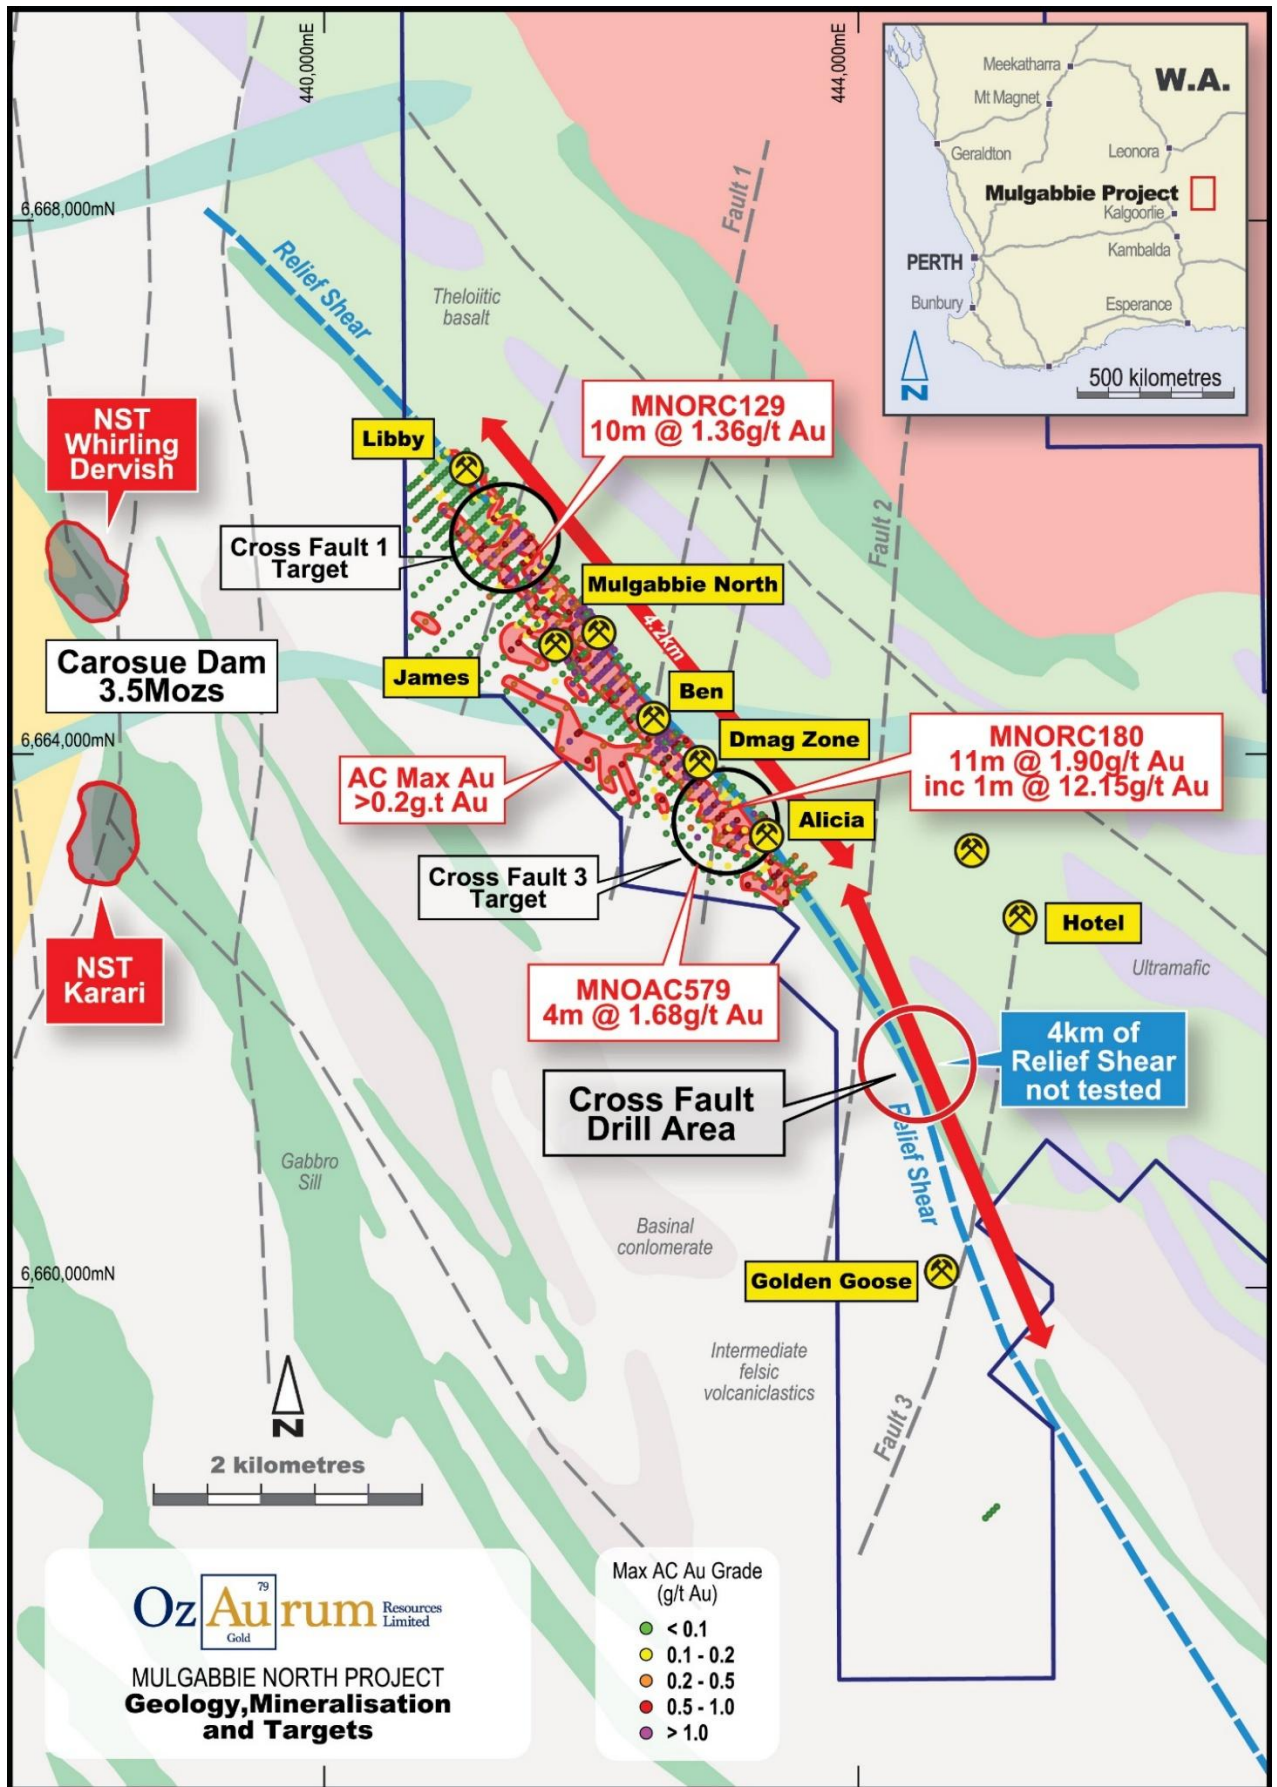 440,000mE
444,000mE
Meekatharra
W.A.
Mt Magnet
Geraldton
Leonora
Mulgabbie Project
Kalgoorlie
Kambalda
PERTH
Bunbury
Esperance
N
500 kilometres
6,668,000mN
Fault 1
Relief Shear
Theloiitic
basalt
NST
Whirling
Dervish
MNORC129
10m @ 1.36g/t Au
Libby
Cross Fault 1
Target
Fault 2
Mulgabbie North
4.2km
Carosue Dam
3.5Mozs
James
Ben
6,664,000mN
Dmag Zone
MNORC180
11m @ 1.90g/t Au
inc 1m @ 12.15g/t Au
AC Max Au
>0.2g.t Au
Alicia
Cross Fault 3
Target
Hotel
NST
Karari
Ultramafic
MNOAC579
4m @ 1.68g/t Au
4km of
Relief Shear
not tested
Cross Fault
Drill Area
Relief Shear
Gabbro
Sill
Basinal
conlomerate
6,660,000mN
Golden Goose
Intermediate
felsic
volcaniclastics
Fault 3
N
2 kilometres
79
OzAurum Resources
Limited
Gold
MULGABBIE NORTH PROJECT
Geology,Mineralisation
and Targets
Max AC Au Grade
(g/t Au)
< 0.1
0.1 - 0.2
0.2 - 0.5
0.5 - 1.0
> 1.0